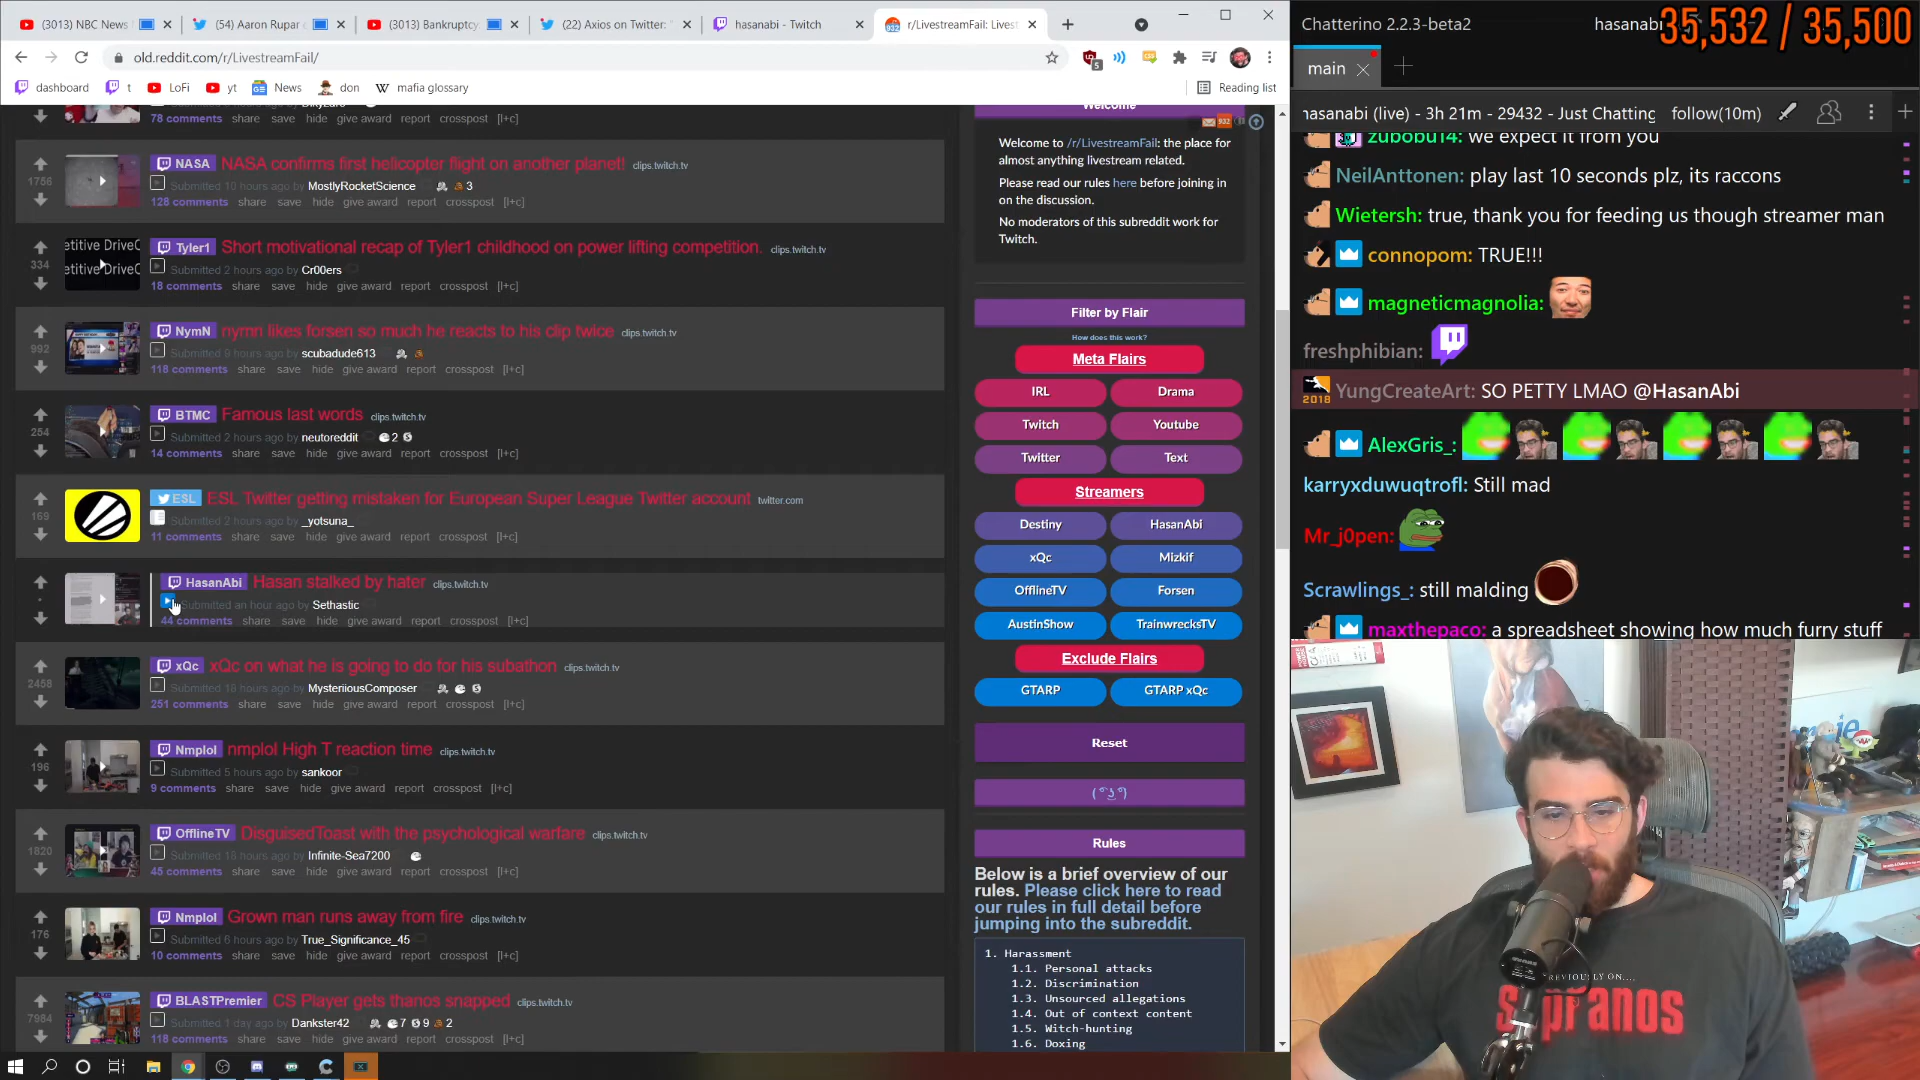 (3013) NBC News
(54) Aaron Rupar
(3013) Bankruptcy
(22) Axios on Twitter: "
hasanabi - Twitch
r/LivestreamFail: Livest
old.reddit.com/r/LivestreamFail/
dashboard
t
LoFi
yt
News
don
mafia glossary
Reading list
78 comments share save hide give award report crosspost [l+c]
1756
NASA NASA confirms first helicopter flight on another planet! clips.twitch.tv
Submitted 10 hours ago by MostlyRocketScience 3
128 comments share save hide give award report crosspost [l+c]
334
etitive DriveC
etitive DriveC
Tyler1 Short motivational recap of Tyler1 childhood on power lifting competition. clips.twitch.tv
Submitted 2 hours ago by Cr00ers
18 comments share save hide give award report crosspost [l+c]
992
NymN nymn likes forsen so much he reacts to his clip twice clips.twitch.tv
Submitted 9 hours ago by scubadude613
118 comments share save hide give award report crosspost [l+c]
254
BTMC Famous last words clips.twitch.tv
Submitted 2 hours ago by neutoreddit 2
14 comments share save hide give award report crosspost [l+c]
169
ESL ESL Twitter getting mistaken for European Super League Twitter account twitter.com
Submitted 2 hours ago by _yotsuna_
11 comments share save hide give award report crosspost [l+c]
HasanAbi Hasan stalked by hater clips.twitch.tv
Submitted an hour ago by Sethastic
44 comments share save hide give award report crosspost [l+c]
2458
xQc xQc on what he is going to do for his subathon clips.twitch.tv
Submitted 18 hours ago by MysteriiousComposer
251 comments share save hide give award report crosspost [l+c]
196
Nmplol nmplol High T reaction time clips.twitch.tv
Submitted 5 hours ago by sankoor
9 comments share save hide give award report crosspost [l+c]
1820
OfflineTV DisguisedToast with the psychological warfare clips.twitch.tv
Submitted 18 hours ago by Infinite-Sea7200
45 comments share save hide give award report crosspost [l+c]
176
Nmplol Grown man runs away from fire clips.twitch.tv
Submitted 6 hours ago by True_Significance_45
10 comments share save hide give award report crosspost [l+c]
7984
BLASTPremier CS Player gets thanos snapped clips.twitch.tv
Submitted 1 day ago by Dankster42 7 9 2
118 comments share save hide give award report crosspost [l+c]
Welcome
932
Welcome to /r/LivestreamFail: the place for
almost anything livestream related.
Please read our rules here before joining in
on the discussion.
No moderators of this subreddit work for
Twitch.
Filter by Flair
How does this work?
Meta Flairs
IRL Drama
Twitch Youtube
Twitter Text
Streamers
Destiny HasanAbi
xQc Mizkif
OfflineTV Forsen
AustinShow TrainwrecksTV
Exclude Flairs
GTARP GTARP xQc
Reset
( ͡° ͜ʖ ͡°)
Rules
Below is a brief overview of our
rules. Please click here to read
our rules in full detail before
jumping into the subreddit.
1. Harassment
1.1. Personal attacks
1.2. Discrimination
1.3. Unsourced allegations
1.4. Out of context content
1.5. Witch-hunting
1.6. Doxing
Chatterino 2.2.3-beta2
hasanabi
35,532 / 35,500
main
hasanabi (live) - 3h 21m - 29432 - Just Chatting
follow(10m)
zubobu14: we expect it from you
NeilAnttonen: play last 10 seconds plz, its raccons
Wietersh: true, thank you for feeding us though streamer man
connopom: TRUE!!!
magneticmagnolia:
freshphibian:
2018 YungCreateArt: SO PETTY LMAO @HasanAbi
AlexGris_:
karryxduwuqtrofl: Still mad
Mr_j0pen:
Scrawlings_: still malding
maxthepaco: a spreadsheet showing how much furry stuff
PREVIOUSLY ON....
Sopranos